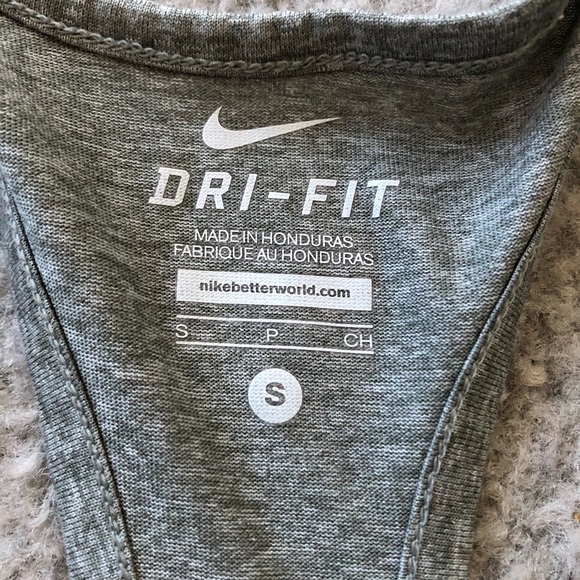 DRI-FIT
MADE IN HONDURAS
FABRIQUE AU HONDURAS
nikebetterworld.com
S P CH
S